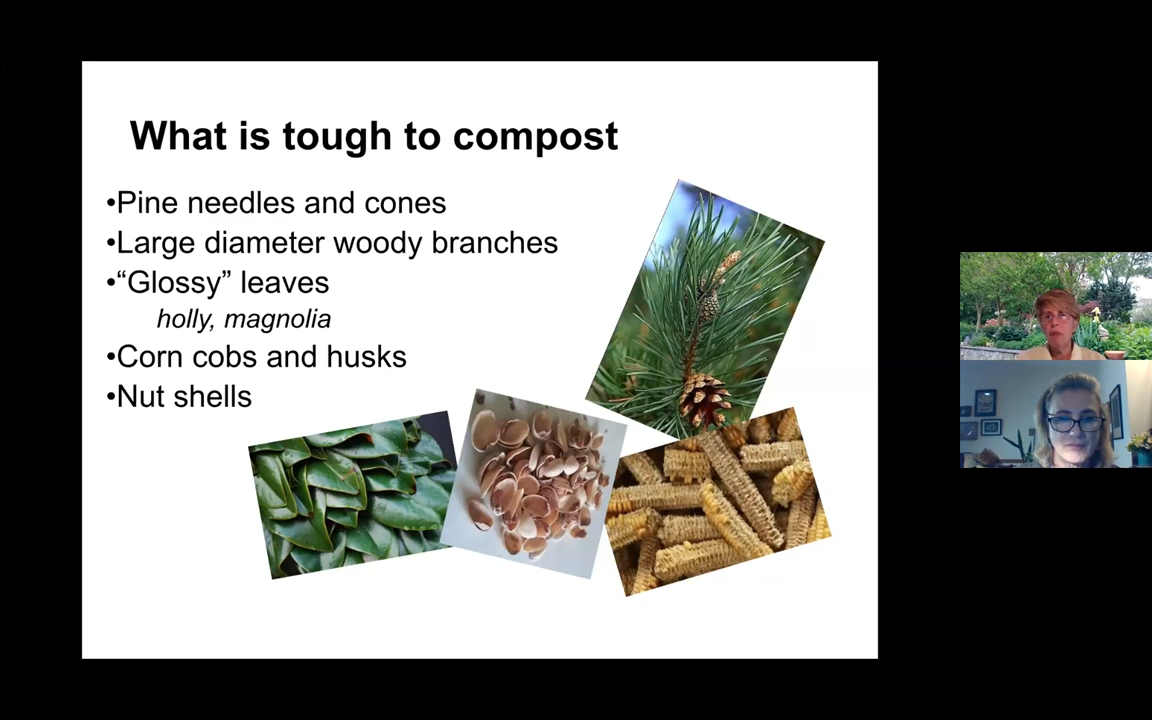 What is tough to compost
•Pine needles and cones
•Large diameter woody branches
•“Glossy” leaves
holly, magnolia
•Corn cobs and husks
•Nut shells